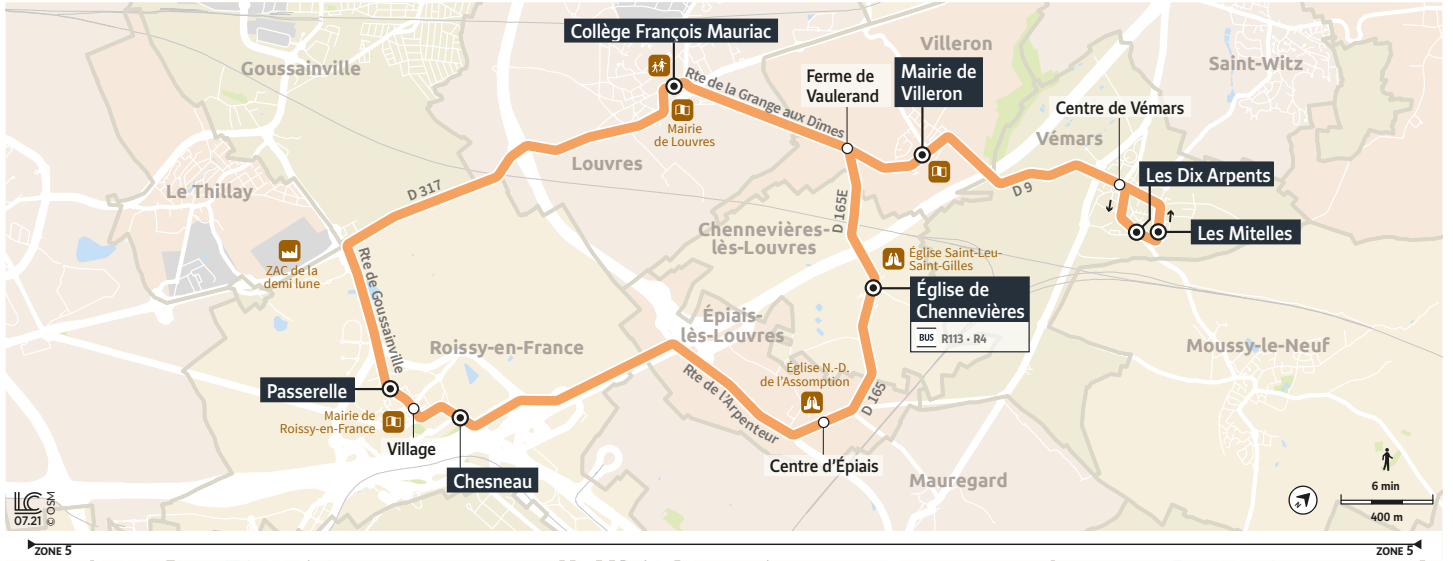 Collège François Mauriac
Villeron
Goussainville
Saint-Witz
Ferme de
Vaulerand
Mairie de
Villeron
Rte de la Grange aux Dîmes
Centre de Vémars
Mairie
de Louvres
Vémars
Louvres
Les Dix Arpents
Le Thillay
D 317
D 9
D 165E
Les Mitelles
Chennevières-
lès-Louvres
Église Saint-Leu-
Saint-Gilles
ZAC de la
demi lune
Rte de Goussainville
Église de
Chennevières
BUS R113 • R4
Épiais-
lès-Louvres
Roissy-en-France
Moussy-le-Neuf
Église N.-D.
de l'Assomption
Rte de l'Arpenteur
D 165
Passerelle
Mairie de
Roissy-en-France
Village
Centre d'Épiais
Chesneau
Mauregard
N
6 min
400 m
LC
07.21
© OSM
ZONE 5
ZONE 5